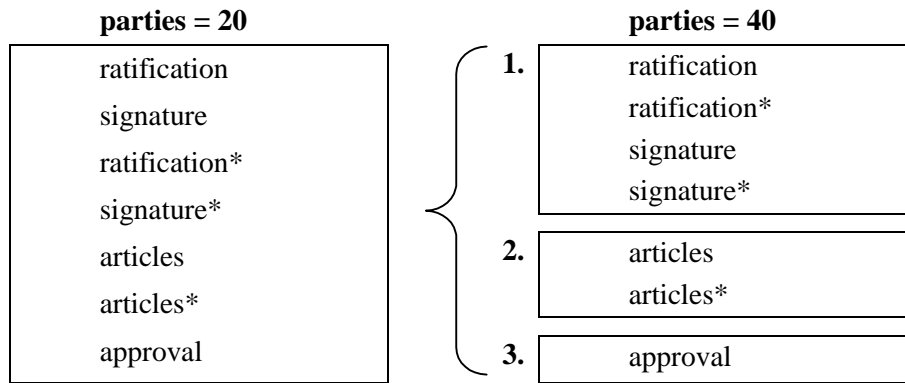 parties = 20
ratification
signature
ratification*
signature*
articles
articles*
approval
parties = 40
1.
ratification
ratification*
signature
signature*
2.
articles
articles*
3.
approval